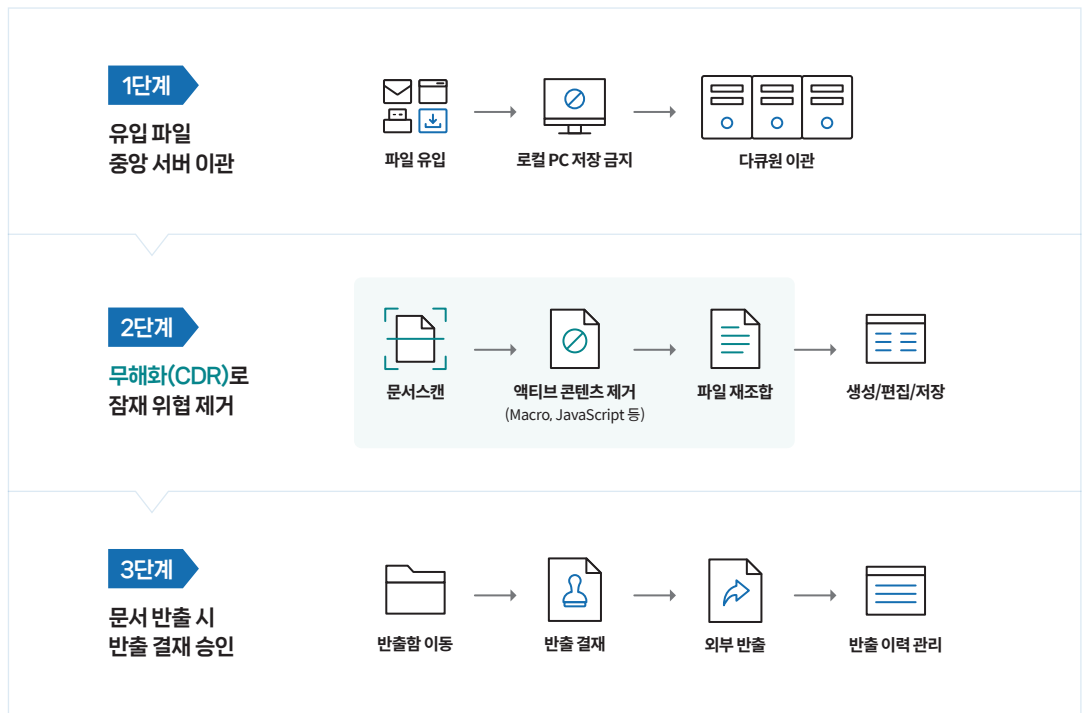 1단계
유입 파일
중앙 서버 이관
파일 유입
로컬 PC 저장 금지
다큐원 이관
2단계
무해화(CDR)로
잠재 위협 제거
문서스캔
액티브 콘텐츠 제거
(Macro, JavaScript 등)
파일 재조합
생성/편집/저장
3단계
문서 반출 시
반출 결재 승인
반출함 이동
반출 결재
외부 반출
반출 이력 관리